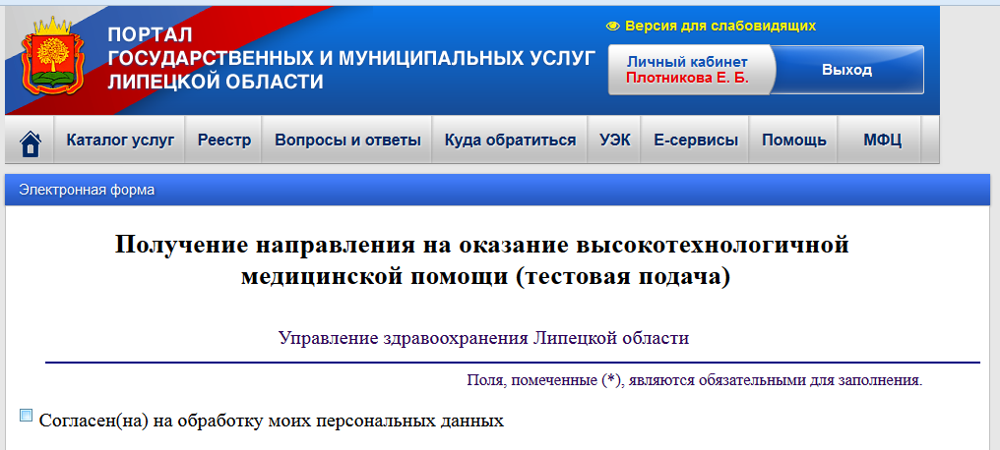 ПОРТАЛ
ГОСУДАРСТВЕННЫХ И МУНИЦИПАЛЬНЫХ УСЛУГ
ЛИПЕЦКОЙ ОБЛАСТИ
Версия для слабовидящих
Личный кабинет
Плотникова Е. Б.
Выход
Каталог услуг Реестр Вопросы и ответы Куда обратиться УЭК Е-сервисы Помощь МФЦ
Электронная форма
Получение направления на оказание высокотехнологичной
медицинской помощи (тестовая подача)
Управление здравоохранения Липецкой области
Поля, помеченные (*), являются обязательными для заполнения.
Согласен(на) на обработку моих персональных данных